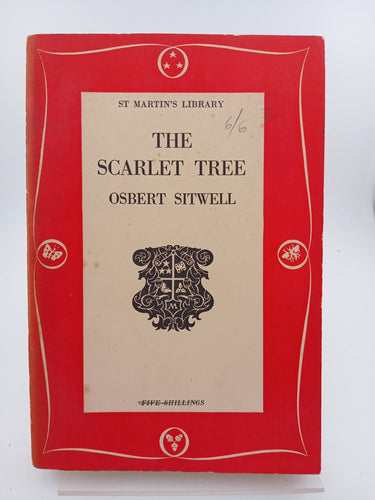 ST MARTIN'S LIBRARY
6/6
THE
SCARLET TREE
OSBERT SITWELL
M
FIVE SHILLINGS